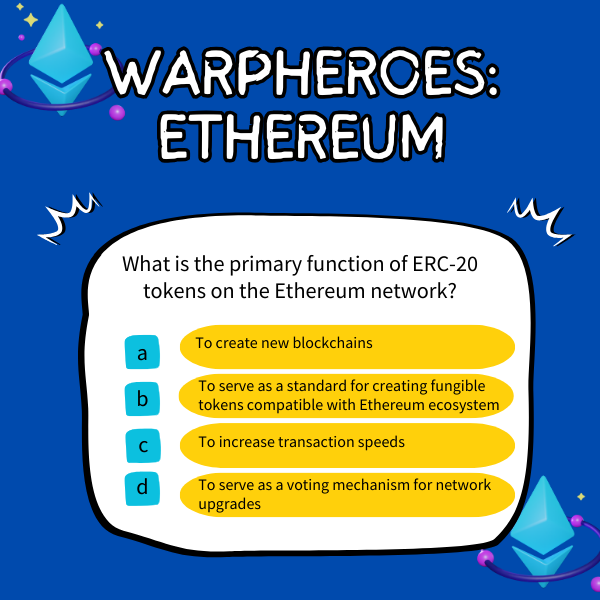 WARPHEROES:
ETHEREUM
What is the primary function of ERC-20
tokens on the Ethereum network?
a
To create new blockchains
b
To serve as a standard for creating fungible
tokens compatible with Ethereum ecosystem
c
To increase transaction speeds
d
To serve as a voting mechanism for network
upgrades